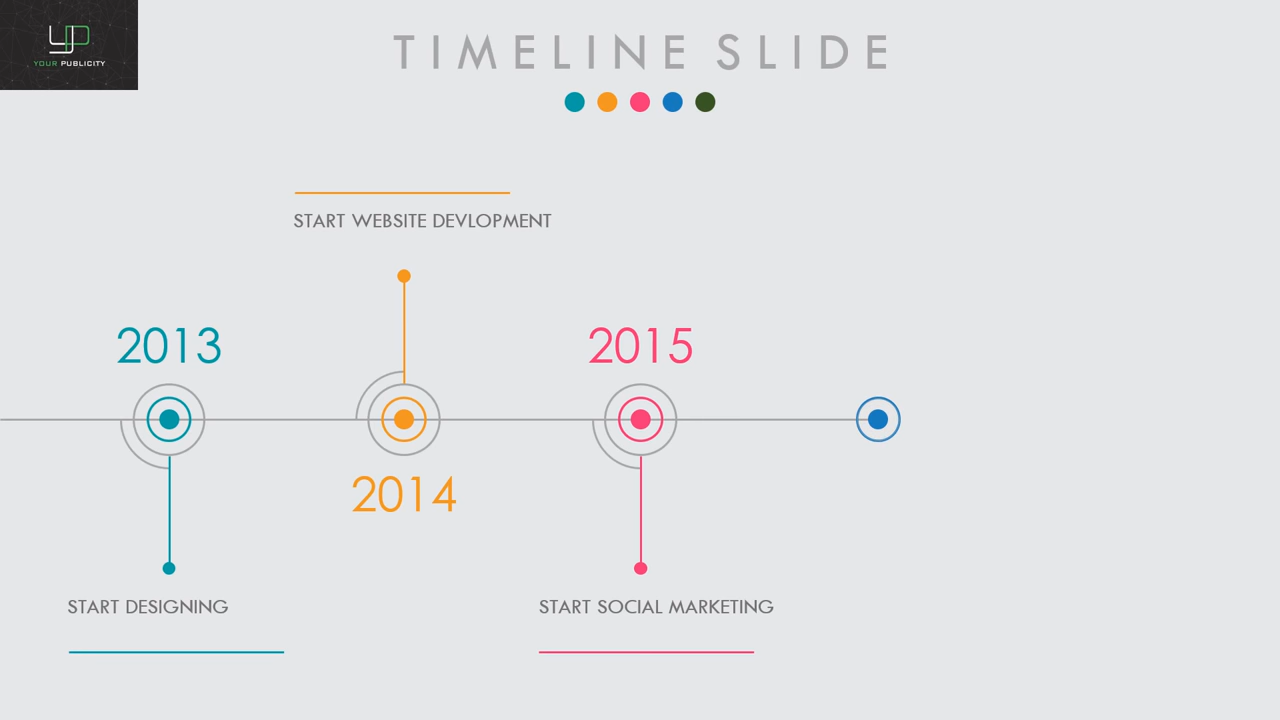 YP
YOUR PUBLICITY
TIMELINE SLIDE
START WEBSITE DEVLOPMENT
2013
2015
2014
START DESIGNING
START SOCIAL MARKETING